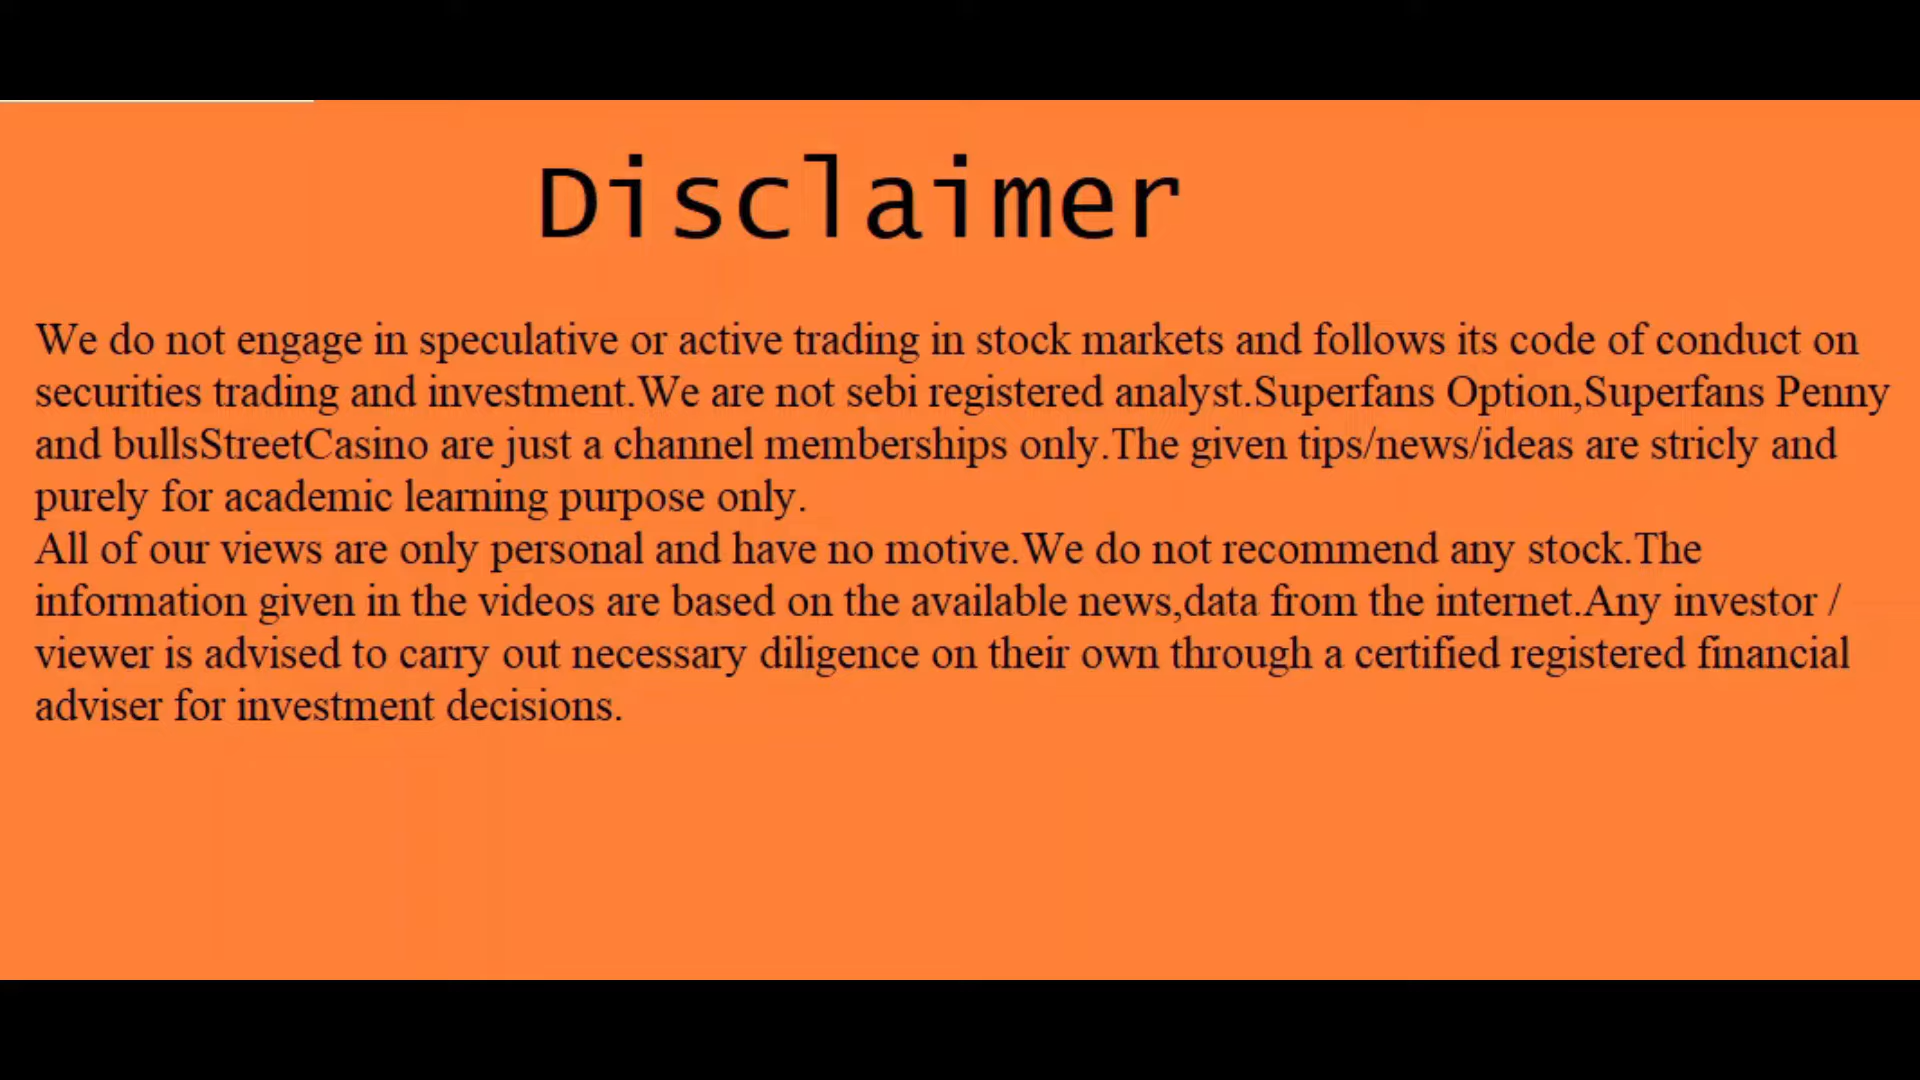 Disclaimer
We do not engage in speculative or active trading in stock markets and follows its code of conduct on
securities trading and investment.We are not sebi registered analyst.Superfans Option,Superfans Penny
and bullsStreetCasino are just a channel memberships only.The given tips/news/ideas are stricly and
purely for academic learning purpose only.
All of our views are only personal and have no motive.We do not recommend any stock.The
information given in the videos are based on the available news,data from the internet.Any investor /
viewer is advised to carry out necessary diligence on their own through a certified registered financial
adviser for investment decisions.